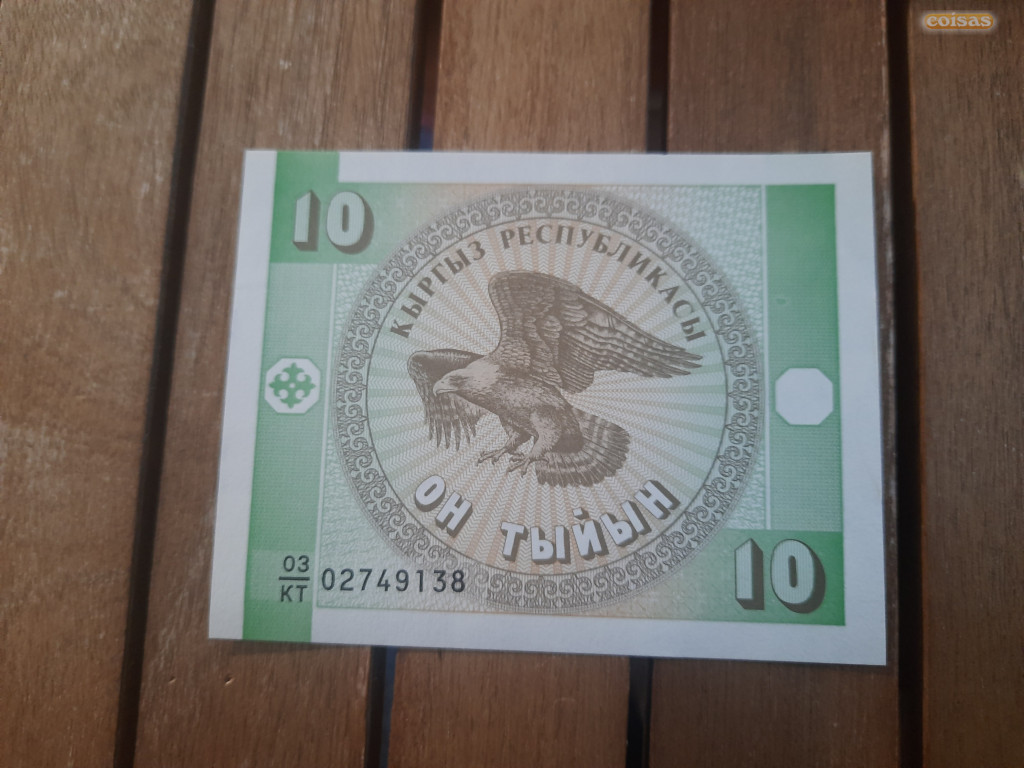 coisas
10
КЫРГЫЗ РЕСПУБЛИКАСЫ
ОН ТЫЙЫН
03
КТ 02749138
10